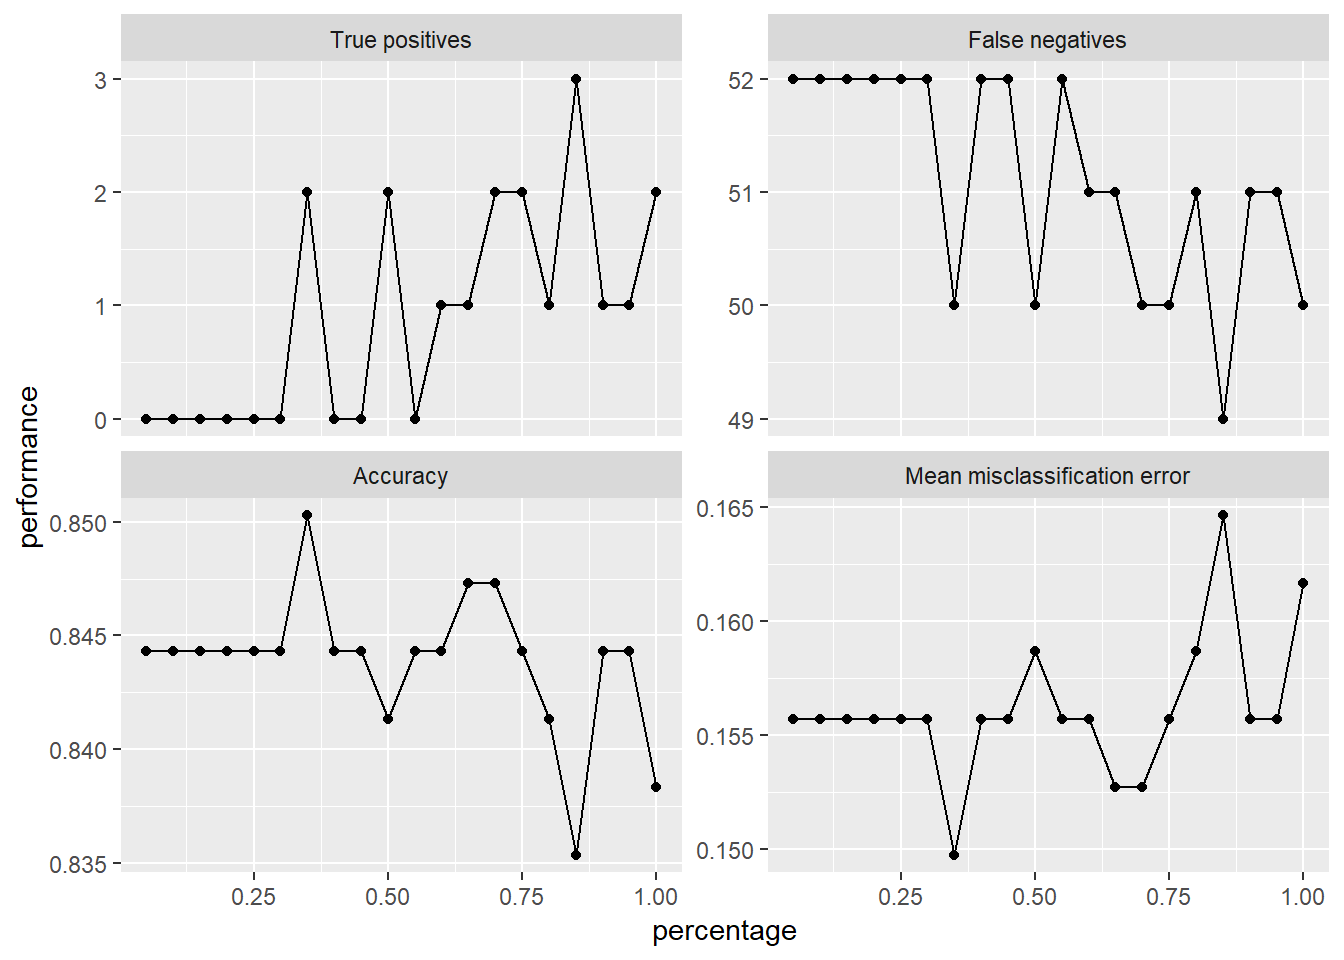 True positives
False negatives
3
2
1
0
52
51
50
49
performance
Accuracy
Mean misclassification error
0.850
0.845
0.840
0.835
0.165
0.160
0.155
0.150
0.25 0.50 0.75 1.00
0.25 0.50 0.75 1.00
percentage